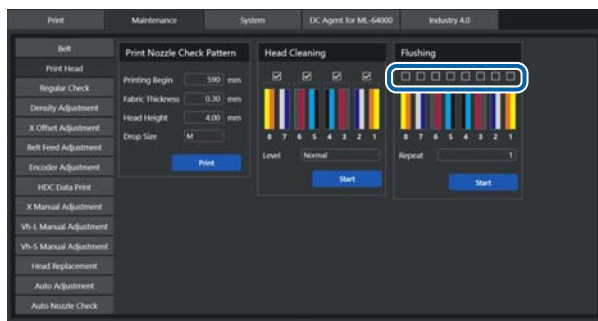 Print Maintenance System DC Agent for ML-64000 Industry 4.0
Belt
Print Head
Regular Check
Density Adjustment
X Offset Adjustment
Belt Feed Adjustment
Encoder Adjustment
HDC Data Print
X Manual Adjustment
Vh-L Manual Adjustment
Vh-S Manual Adjustment
Head Replacement
Auto Adjustment
Auto Nozzle Check
Print Nozzle Check Pattern
Printing Begin 590 mm
Fabric Thickness 0.30 mm
Head Height 4.00 mm
Drop Size M
Print
Head Cleaning
8 7 6 5 4 3 2 1
Level Normal
Start
Flushing
8 7 6 5 4 3 2 1
Repeat 1
Start